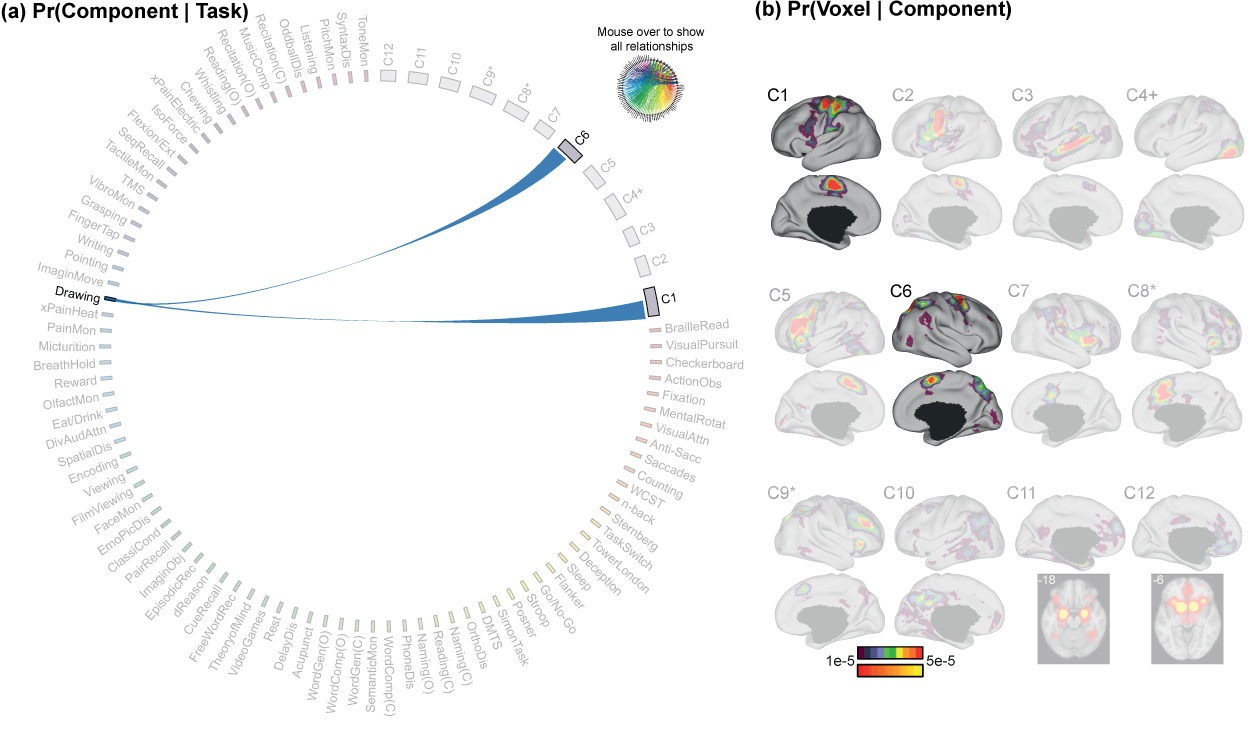 (a) Pr(Component | Task)
Mouse over to show
all relationships
C12
C11
C10
C9*
C8*
C7
C6
C5
C4+
C3
C2
C1
BrailleRead
VisualPursuit
Checkerboard
ActionObs
Fixation
MentalRotat
VisualAttn
Anti-Sacc
Saccades
Counting
WCST
n-back
Sternberg
TaskSwitch
TowerLondon
Deception
Sleep
Flanker
Go/No-Go
Stroop
Posner
SimonTask
DMTS
OrthoDis
Naming(C)
Reading(C)
Naming(O)
PhoneDis
WordComp(C)
SemanticMon
WordGen(C)
WordComp(O)
WordGen(O)
Acupunct
DelayDis
Rest
VideoGames
TheoryofMind
FreeWordRec
CueRecall
dReason
EpisodicRec
ImaginObj
PairRecall
ClassiCond
EmoPicDis
FaceMon
FilmViewing
Viewing
Encoding
SpatialDis
DivAudAttn
Eat/Drink
OlfactMon
Reward
BreathHold
Micturition
PainMon
xPainHeat
Drawing
ImaginMove
Pointing
Writing
FingerTap
Grasping
VibroMon
TMS
TactileMon
SeqRecall
Flexion/Ext
IsoForce
xPainElectric
Chewing
Whistling
Reading(O)
Recitation(O)
MusicComp
Recitation(C)
OddballDis
Listening
PitchMon
SyntaxDis
ToneMon
(b) Pr(Voxel | Component)
C1
C2
C3
C4+
C5
C6
C7
C8*
C9*
C10
C11
C12
-18
-6
1e-5
5e-5